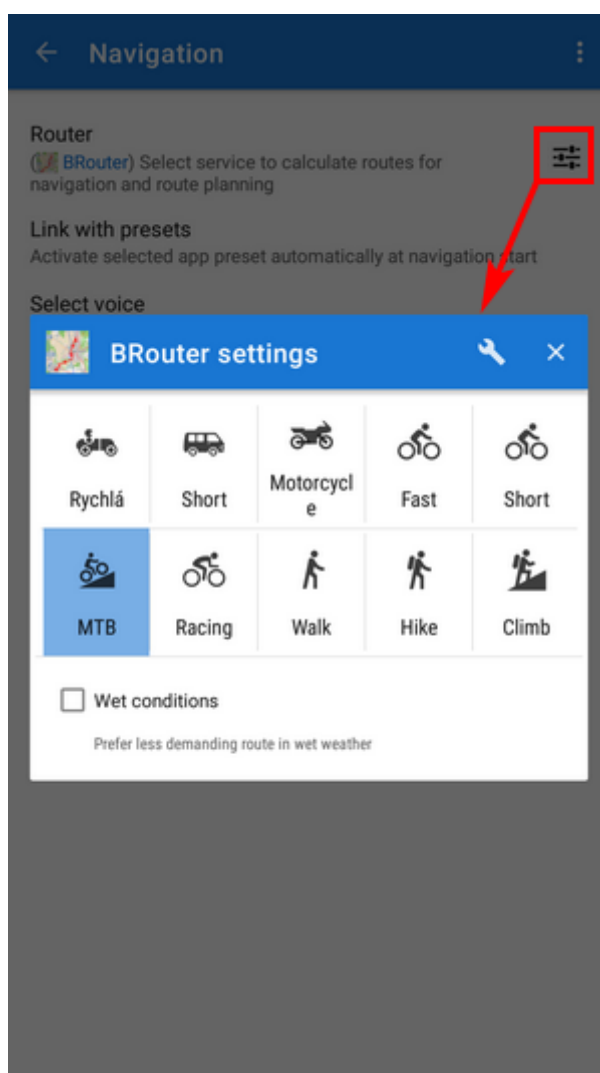 Navigation
Router
(BRouter) Select service to calculate routes for
navigation and route planning
Link with presets
Activate selected app preset automatically at navigation start
Select voice
BRouter settings
Rychlá Short Motorcycl
e Fast Short
MTB Racing Walk Hike Climb
Wet conditions
Prefer less demanding route in wet weather